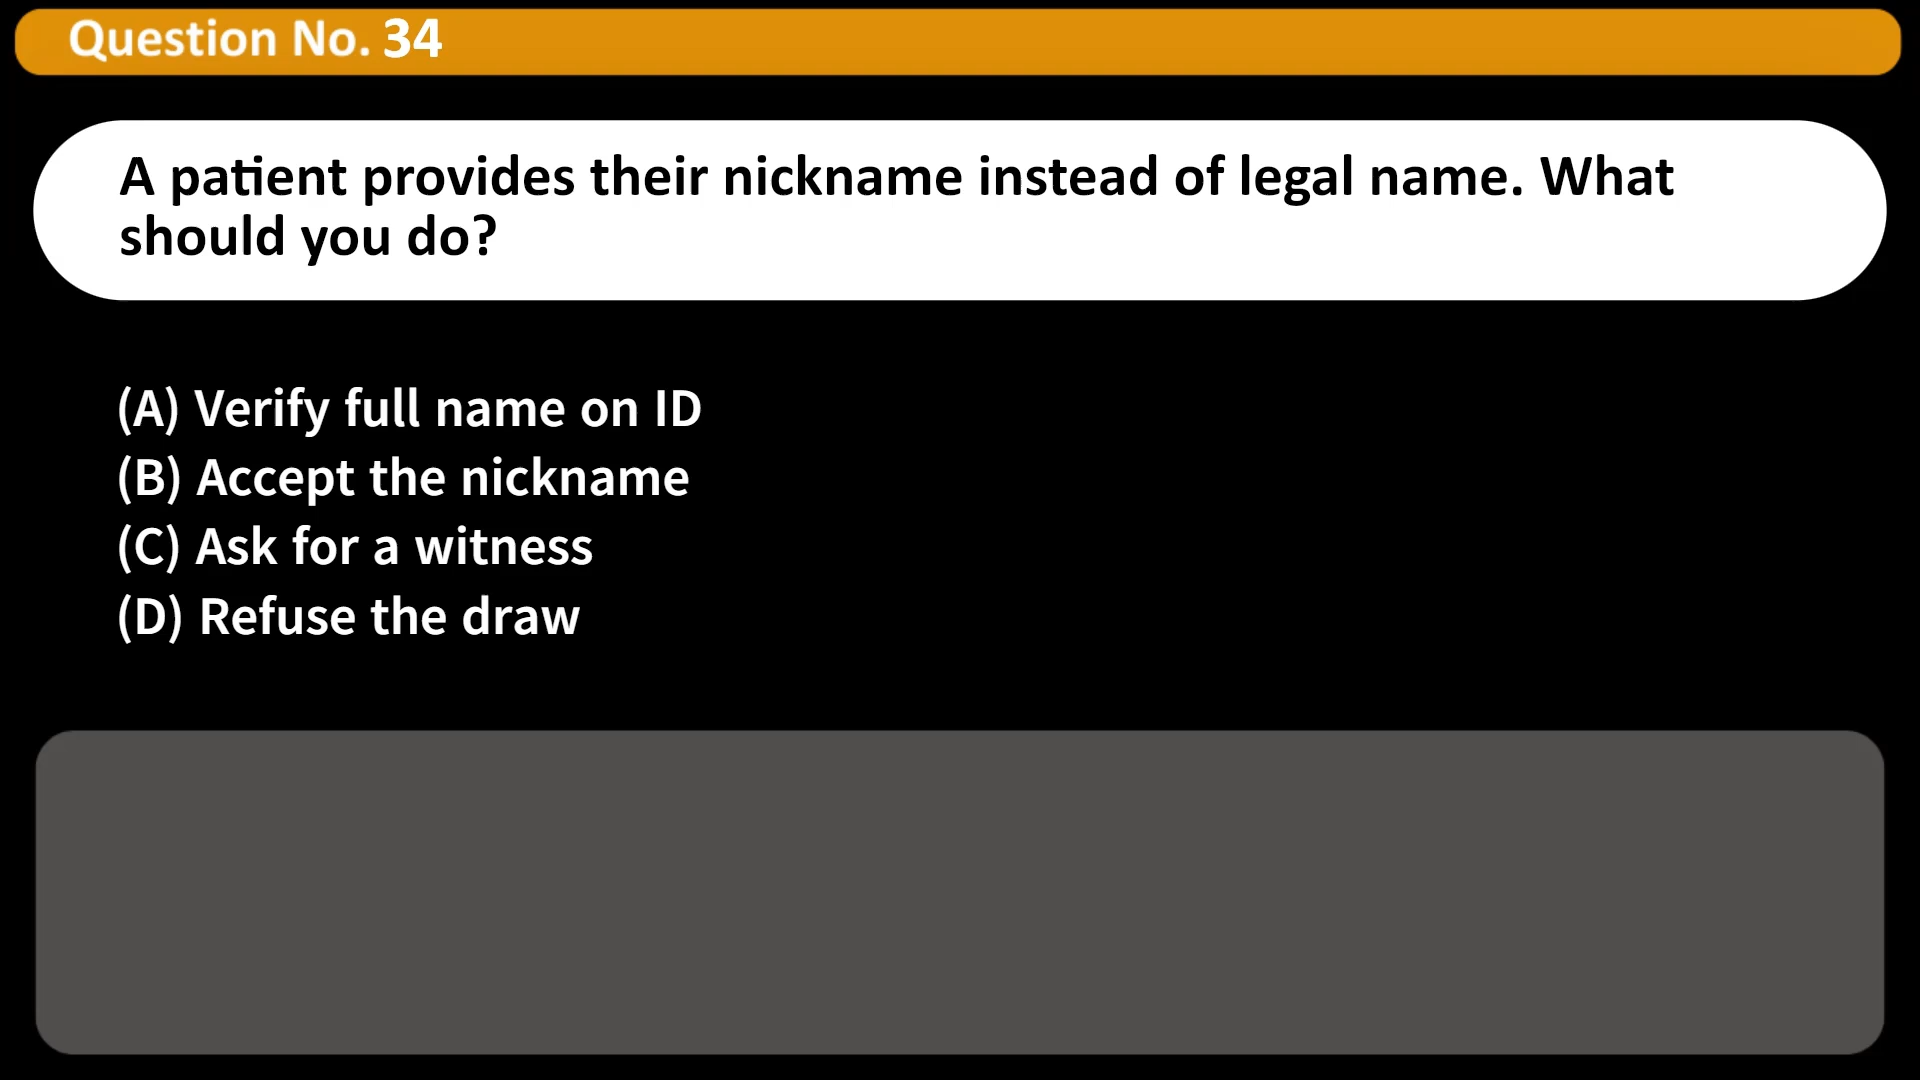 Question No. 34
A patient provides their nickname instead of legal name. What
should you do?
(A) Verify full name on ID
(B) Accept the nickname
(C) Ask for a witness
(D) Refuse the draw